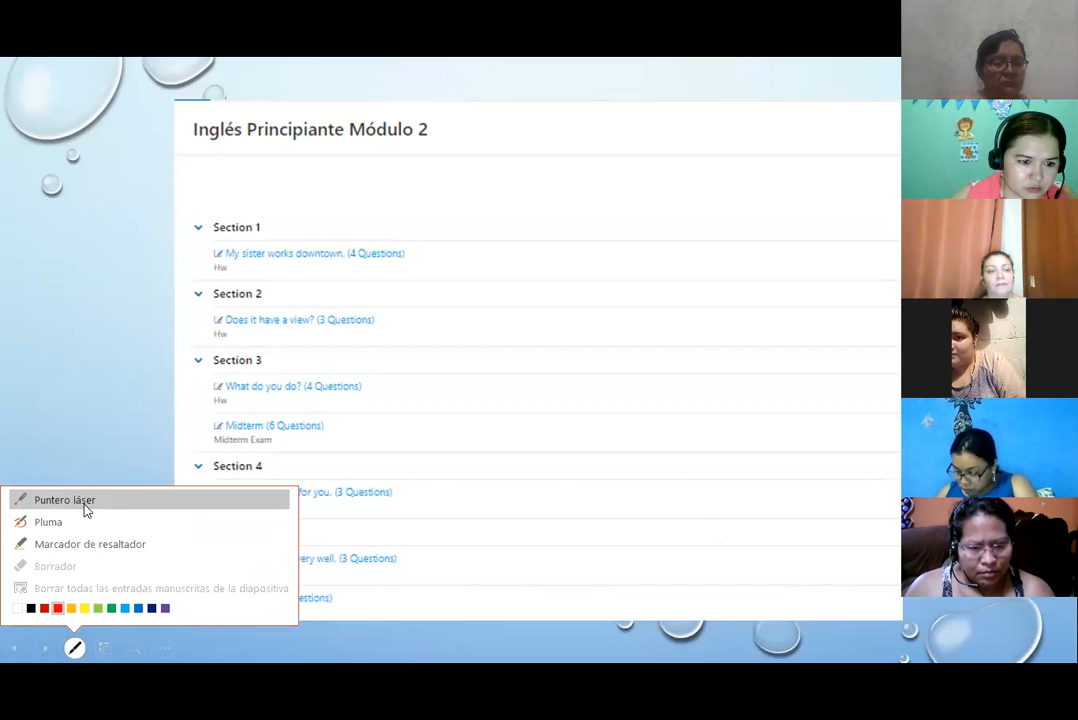 Inglés Principiante Módulo 2
Section 1
My sister works downtown. (4 Questions)
Hw
Section 2
Does it have a view? (3 Questions)
Hw
Section 3
What do you do? (4 Questions)
Hw
Midterm (6 Questions)
Midterm Exam
Section 4
for you. (3 Questions)
very well. (3 Questions)
Puntero láser
Pluma
Marcador de resaltador
Borrador
Borrar todas las entradas manuscritas de la diapositiva